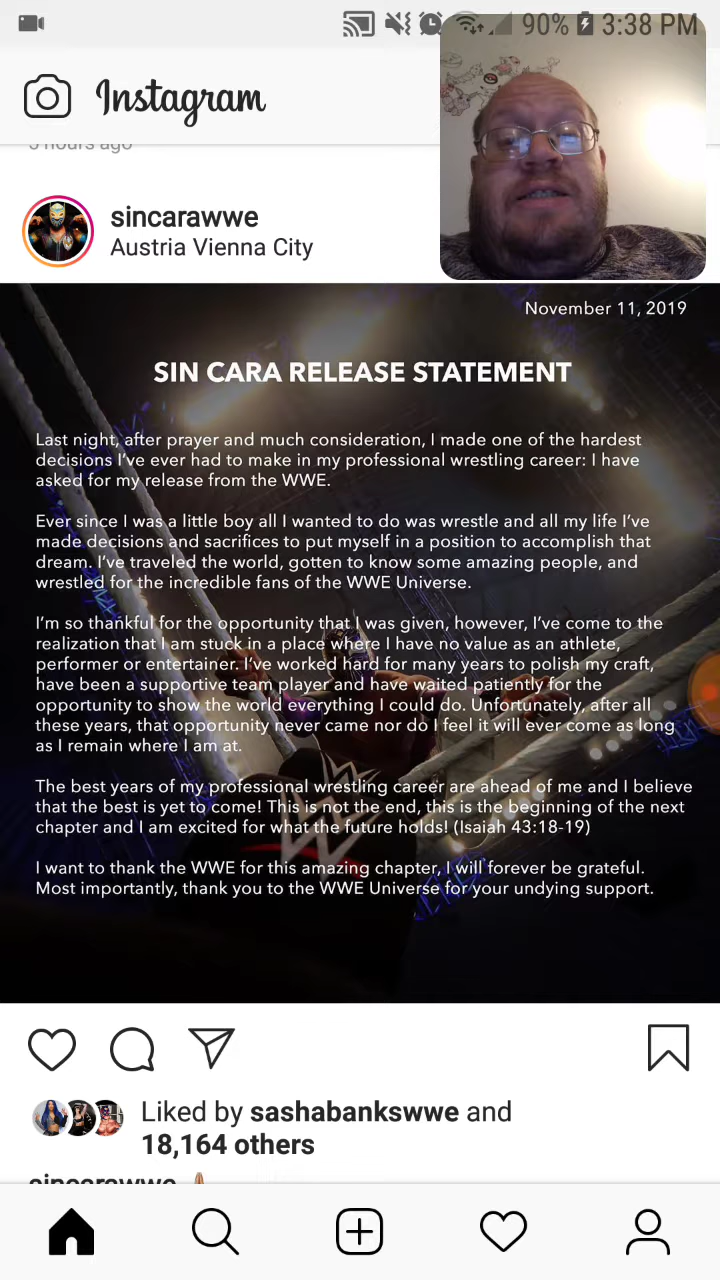 90% 3:38 PM
Instagram
5 hours ago
sincarawwe
Austria Vienna City
November 11, 2019
SIN CARA RELEASE STATEMENT
Last night, after prayer and much consideration, I made one of the hardest
decisions I've ever had to make in my professional wrestling career: I have
asked for my release from the WWE.
Ever since I was a little boy all I wanted to do was wrestle and all my life I've
made decisions and sacrifices to put myself in a position to accomplish that
dream. I've traveled the world, gotten to know some amazing people, and
wrestled for the incredible fans of the WWE Universe.
I'm so thankful for the opportunity that I was given, however, I've come to the
realization that I am stuck in a place where I have no value as an athlete,
performer or entertainer. I've worked hard for many years to polish my craft,
have been a supportive team player and have waited patiently for the
opportunity to show the world everything I could do. Unfortunately, after all
these years, that opportunity never came nor do I feel it will ever come as long
as I remain where I am at.
The best years of my professional wrestling career are ahead of me and I believe
that the best is yet to come! This is not the end, this is the beginning of the next
chapter and I am excited for what the future holds! (Isaiah 43:18-19)
I want to thank the WWE for this amazing chapter, I will forever be grateful.
Most importantly, thank you to the WWE Universe for your undying support.
Liked by sashabankswwe and
18,164 others
sincarawwe